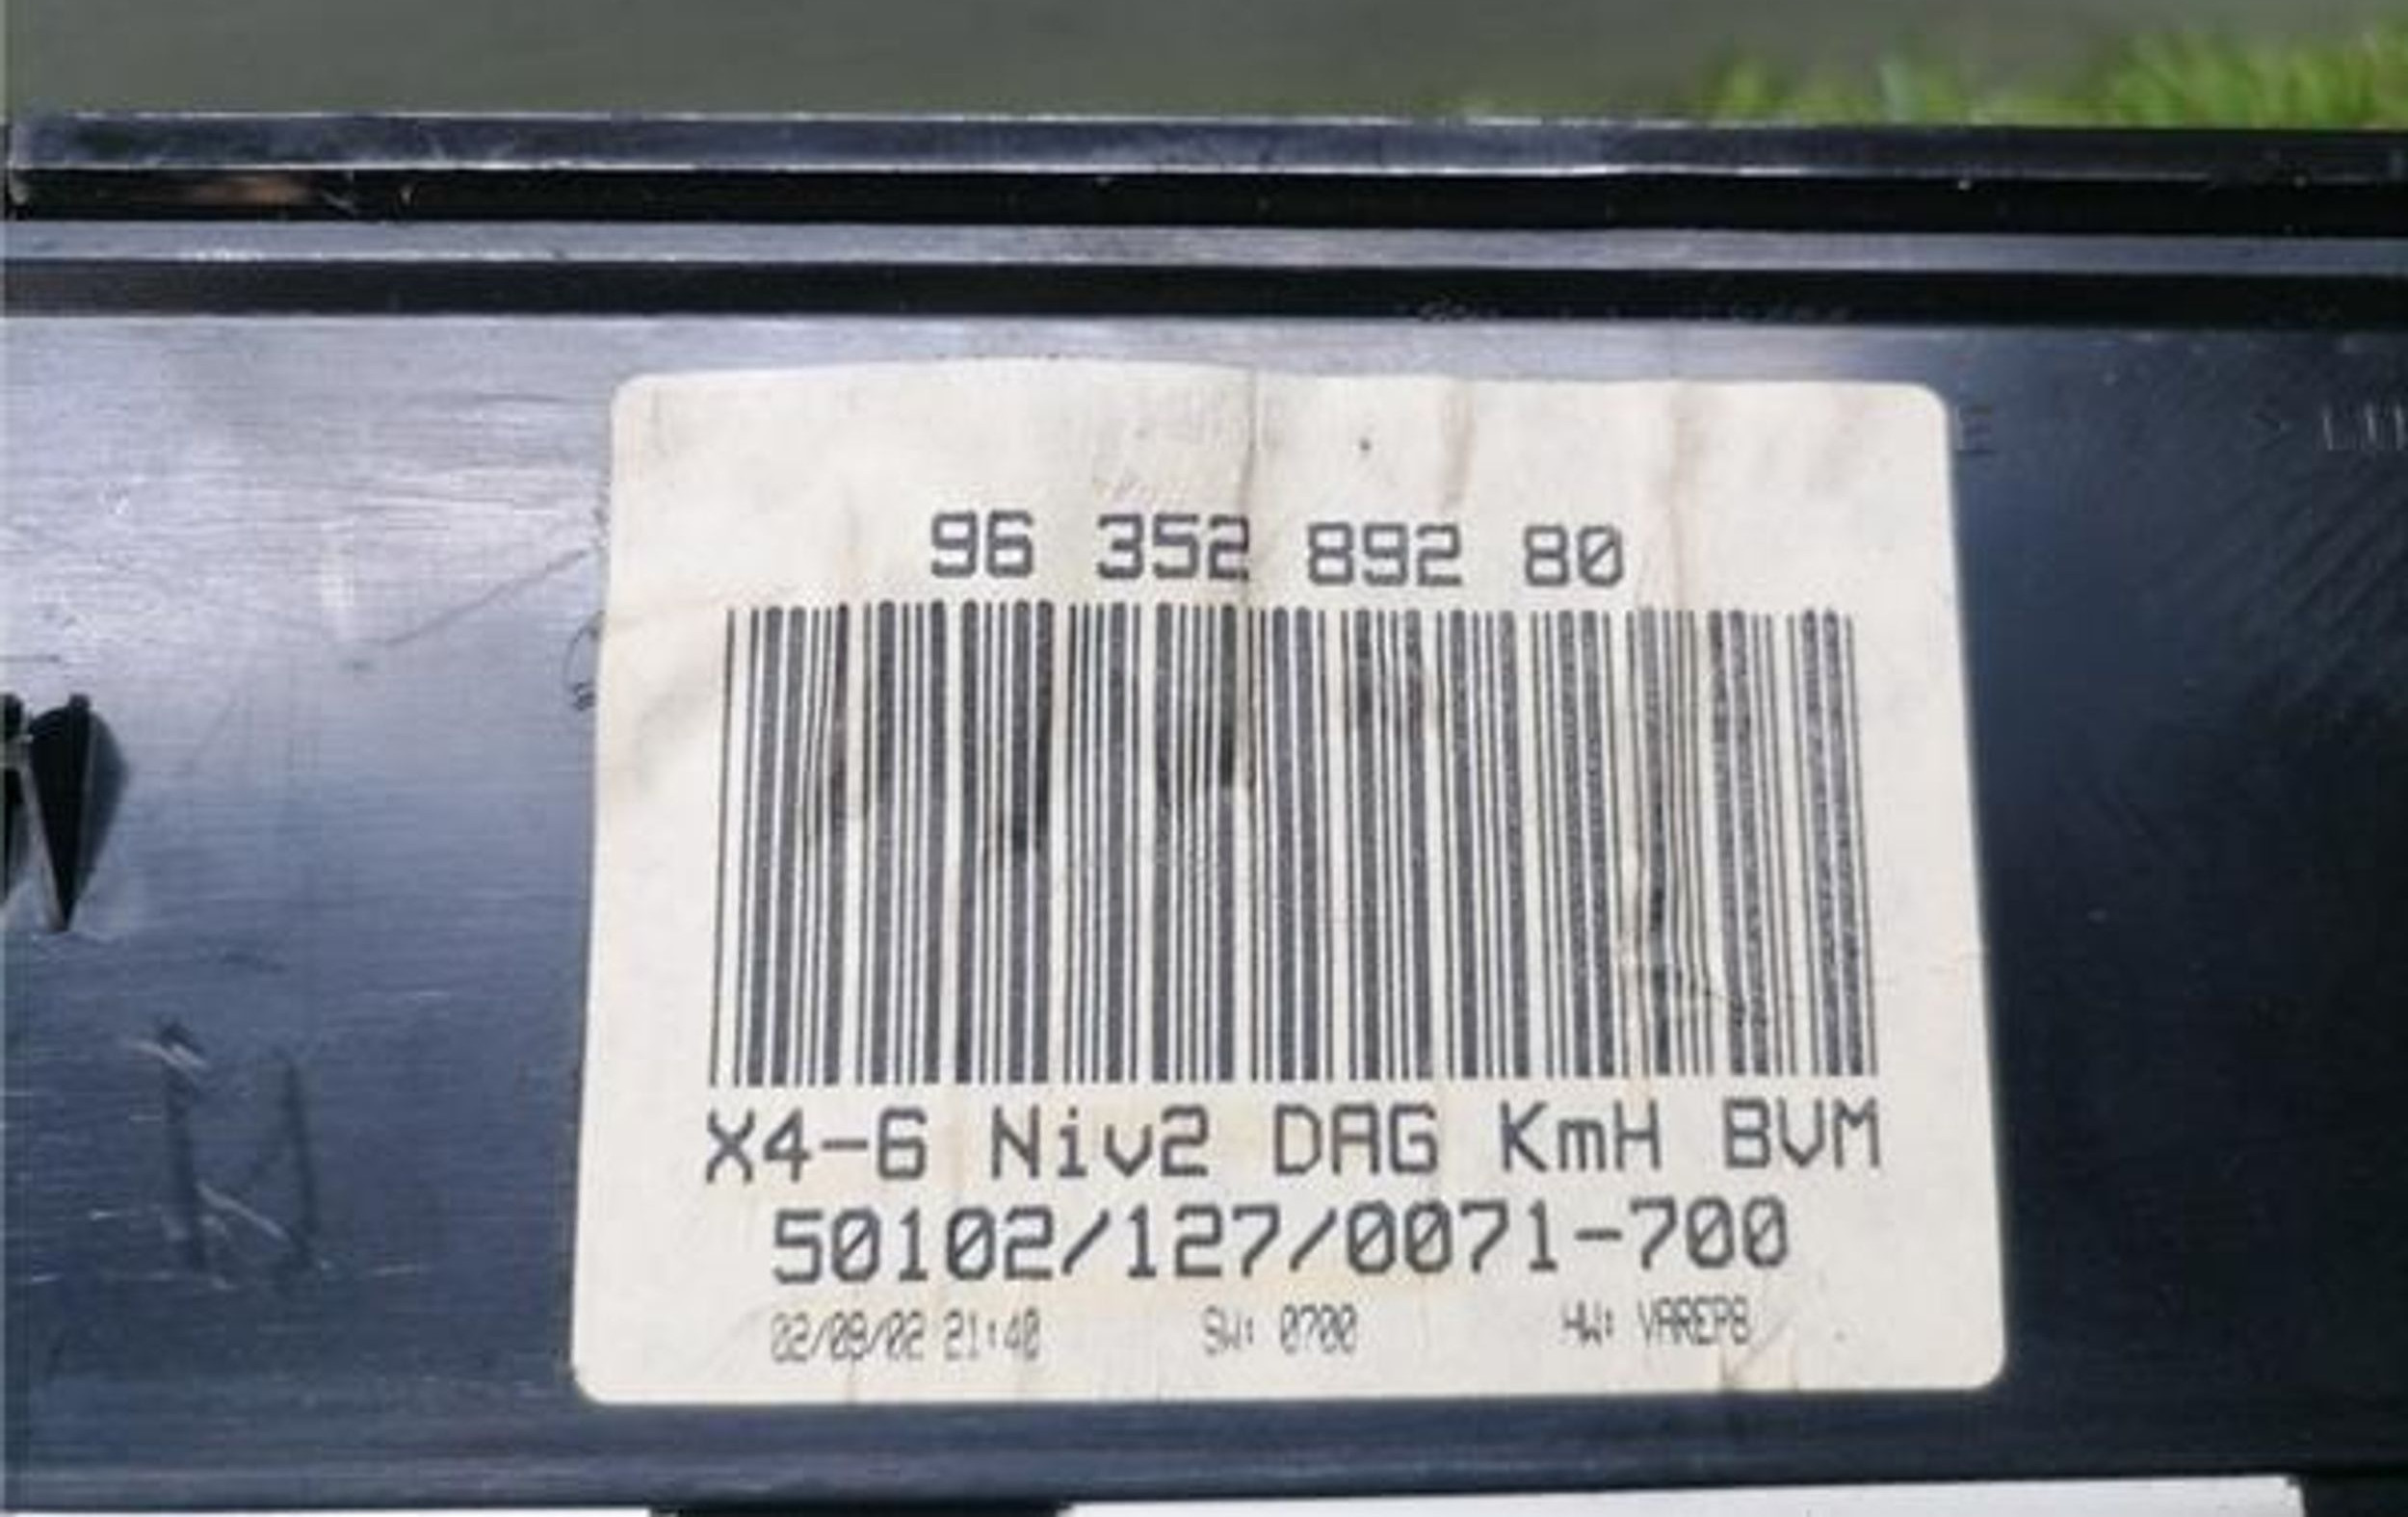 96 352 892 80
X4-6 Niv2 DAG KmH BVM
50102/127/0071-700
02/09/02 21:40 SW: 0700 HW: VAREP8